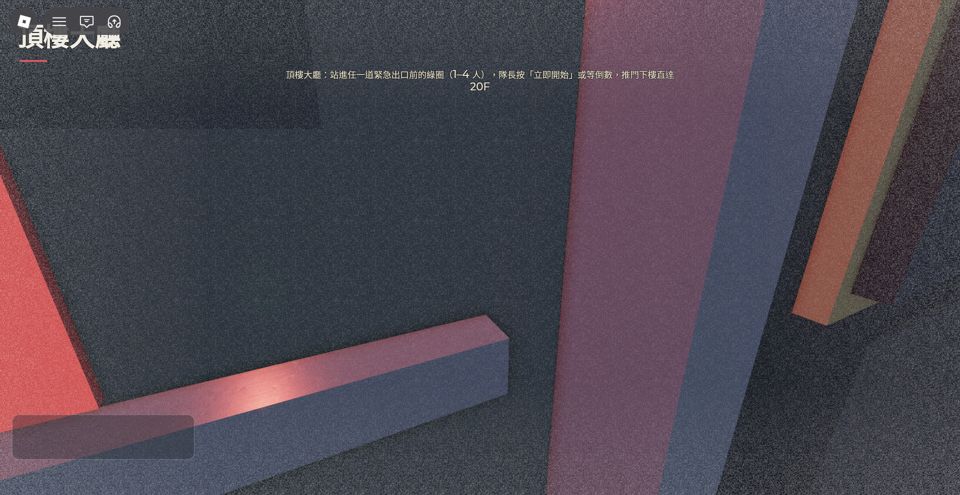 頂樓大廳
頂樓大廳：站進任一道緊急出口前的綠圈（1–4 人），隊長按「立即開始」或等倒數，推門下樓直達
20F